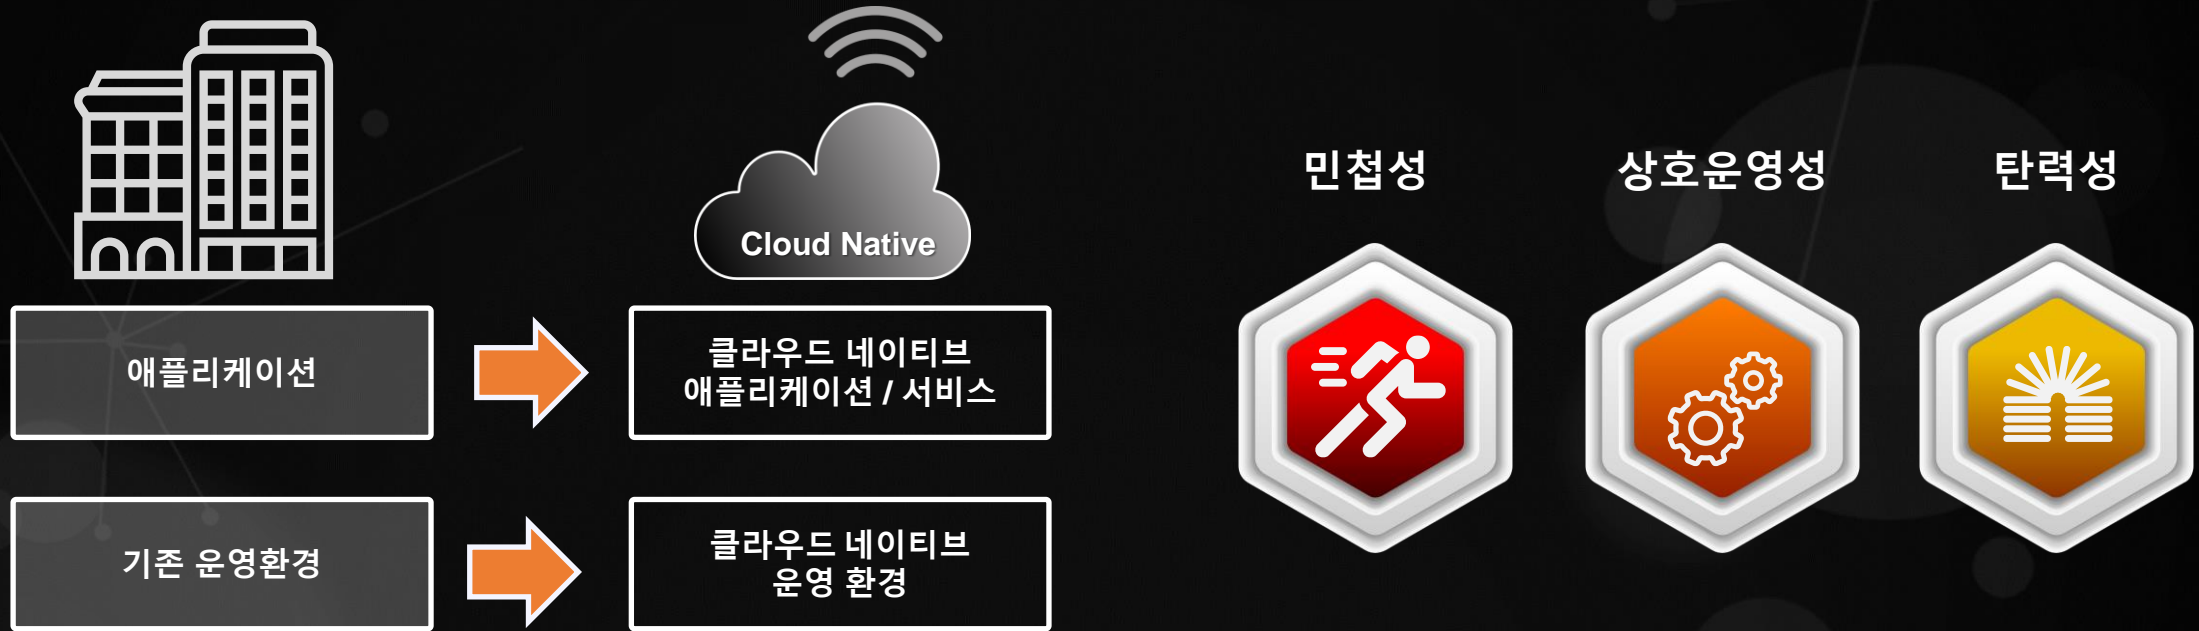 Cloud Native
애플리케이션
클라우드 네이티브
애플리케이션 / 서비스
기존 운영환경
클라우드 네이티브
운영 환경
민첩성
상호운영성
탄력성